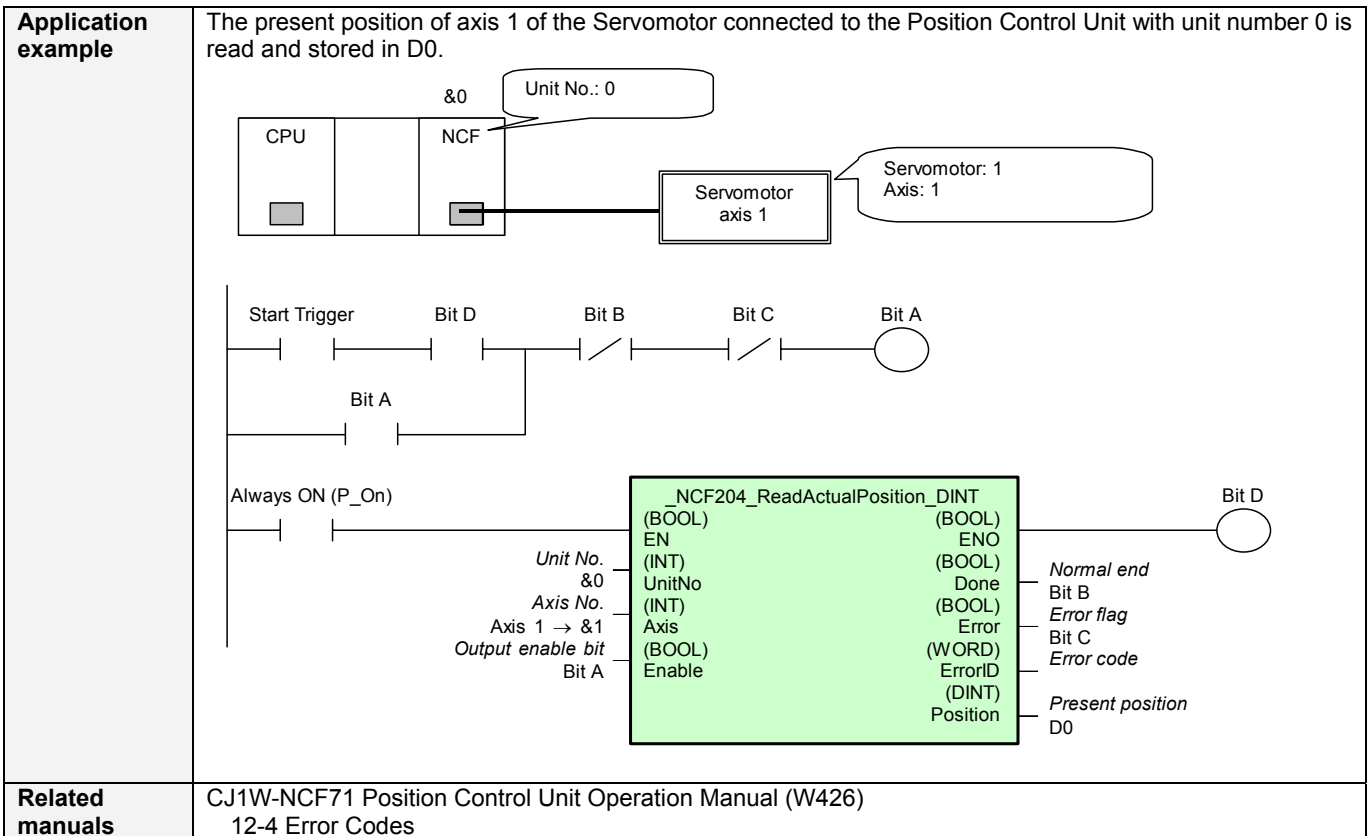 Application example
The present position of axis 1 of the Servomotor connected to the Position Control Unit with unit number 0 is
read and stored in D0.
&0
Unit No.: 0
CPU
NCF
Servomotor
axis 1
Servomotor: 1
Axis: 1
Start Trigger
Bit D
Bit B
Bit C
Bit A
Bit A
Always ON (P_On)
_NCF204_ReadActualPosition_DINT
Bit D
(BOOL)
(BOOL)
EN
ENO
Unit No.
(INT)
(BOOL)
Normal end
&0
UnitNo
Done
Bit B
Axis No.
(INT)
(BOOL)
Error flag
Axis 1 → &1
Axis
Error
Bit C
Output enable bit
(BOOL)
(WORD)
Error code
Bit A
Enable
ErrorID
(DINT)
Present position
Position
D0
Related manuals
CJ1W-NCF71 Position Control Unit Operation Manual (W426)
12-4 Error Codes